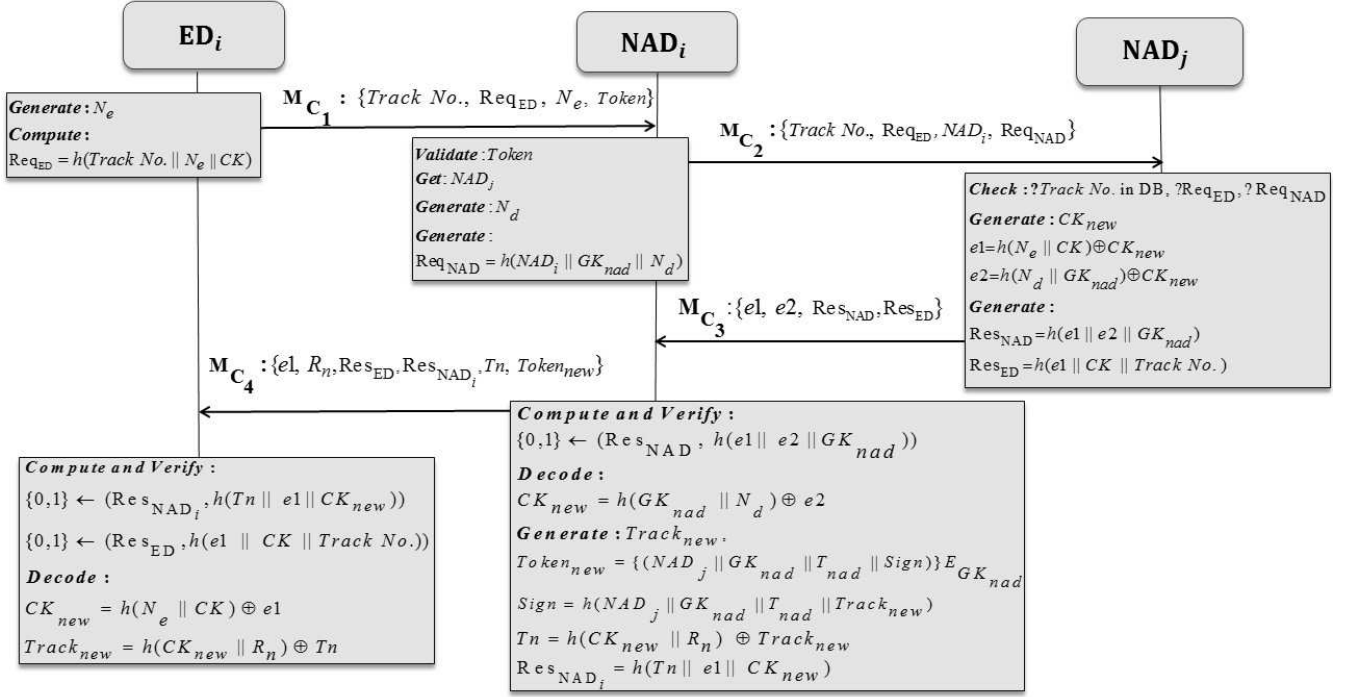 ED_i
NAD_i
NAD_j
Generate: N_e
Compute:
Req_ED = h(Track No. || N_e || CK)
M_C_1 : {Track No., Req_ED, N_e, Token}
Validate: Token
Get: NAD_j
Generate: N_d
Generate:
Req_NAD = h(NAD_i || GK_nad || N_d)
M_C_2 :{Track No., Req_ED, NAD_i, Req_NAD}
Check :?Track No. in DB, ?Req_ED, ? Req_NAD
Generate: CK_new
e1=h(N_e || CK)⊕CK_new
e2=h(N_d || GK_nad)⊕CK_new
Generate:
Res_NAD=h(e1 || e2 || GK_nad)
Res_ED=h(e1 || CK || Track No.)
M_C_3 :{e1, e2, Res_NAD,Res_ED}
Compute and Verify :
{0,1} ← (Res_NAD , h(e1|| e2 ||GK_nad ))
Decode :
CK_new = h(GK_nad || N_d) ⊕ e2
Generate : Track_new,
Token_new = {(NAD_j || GK_nad || T_nad || Sign)} E_GK_nad
Sign = h(NAD_j || GK_nad || T_nad || Track_new)
Tn = h(CK_new || R_n) ⊕ Track_new
Res_NAD_i = h(Tn || e1 || CK_new)
M_C_4 : {e1, R_n,Res_ED,Res_NAD_i,Tn, Token_new}
Compute and Verify :
{0,1} ← (Res_NAD_i ,h(Tn || e1|| CK_new))
{0,1} ← (Res_ED ,h(e1 || CK || Track No.))
Decode :
CK_new = h(N_e || CK) ⊕ e1
Track_new = h(CK_new || R_n) ⊕ Tn